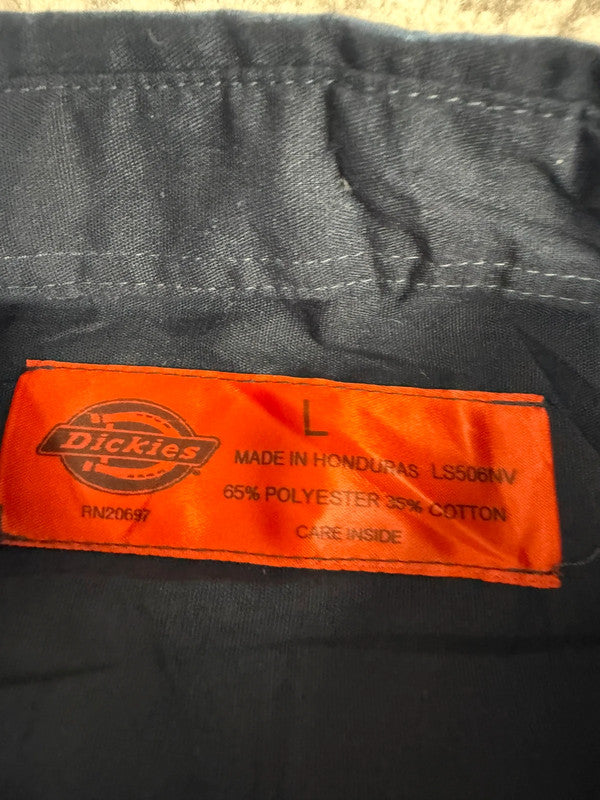 L
Dickies
MADE IN HONDURAS LS506NV
65% POLYESTER 35% COTTON
RN20697
CARE INSIDE